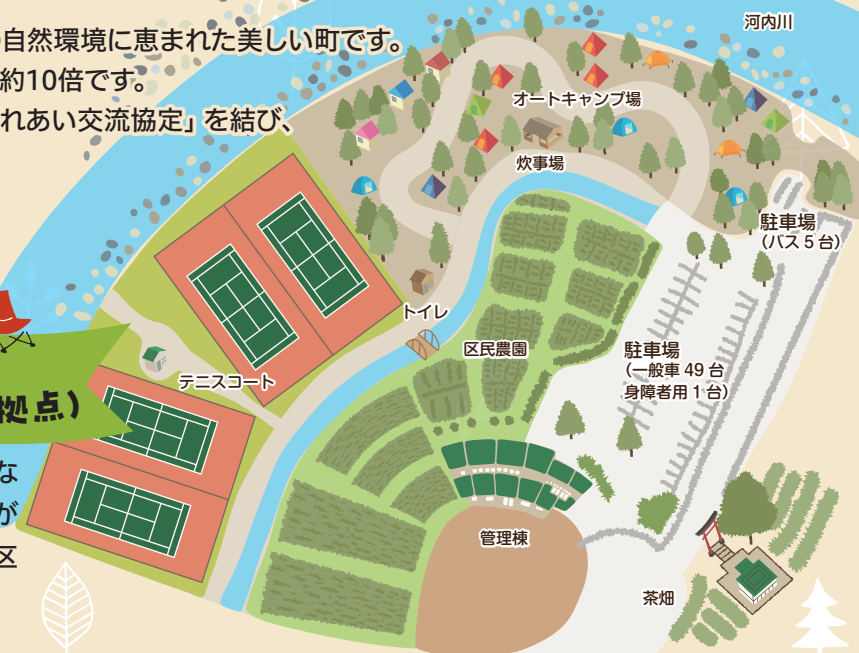 自然環境に恵まれた美しい町です。
約10倍です。
れあい交流協定」を結び、
河内川
オートキャンプ場
炊事場
駐車場
（バス5台）
トイレ
区民農園
駐車場
（一般車49台
身障者用1台）
テニスコート
拠点）
な
が
区
管理棟
茶畑